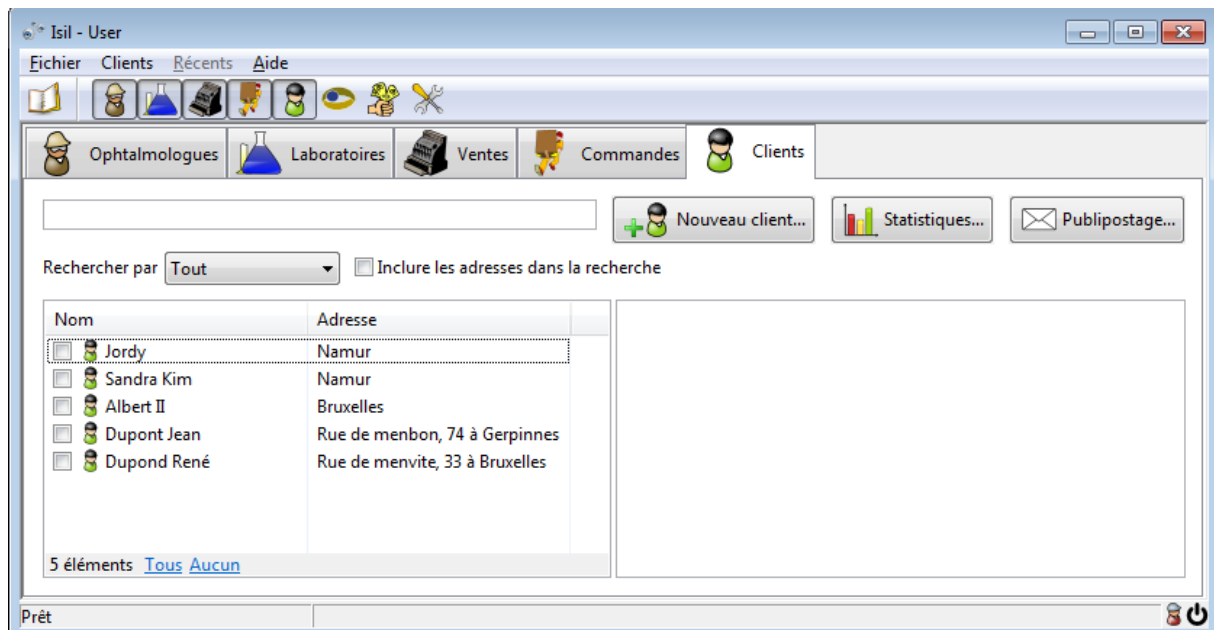 Isil - User
Fichier Clients Récents Aide
Ophtalmologues Laboratoires Ventes Commandes Clients
Nouveau client... Statistiques... Publipostage...
Rechercher par Tout Inclure les adresses dans la recherche
Nom Adresse
Jordy Namur
Sandra Kim Namur
Albert II Bruxelles
Dupont Jean Rue de menbon, 74 à Gerpinnes
Dupond René Rue de menvite, 33 à Bruxelles
5 éléments Tous Aucun
Prêt